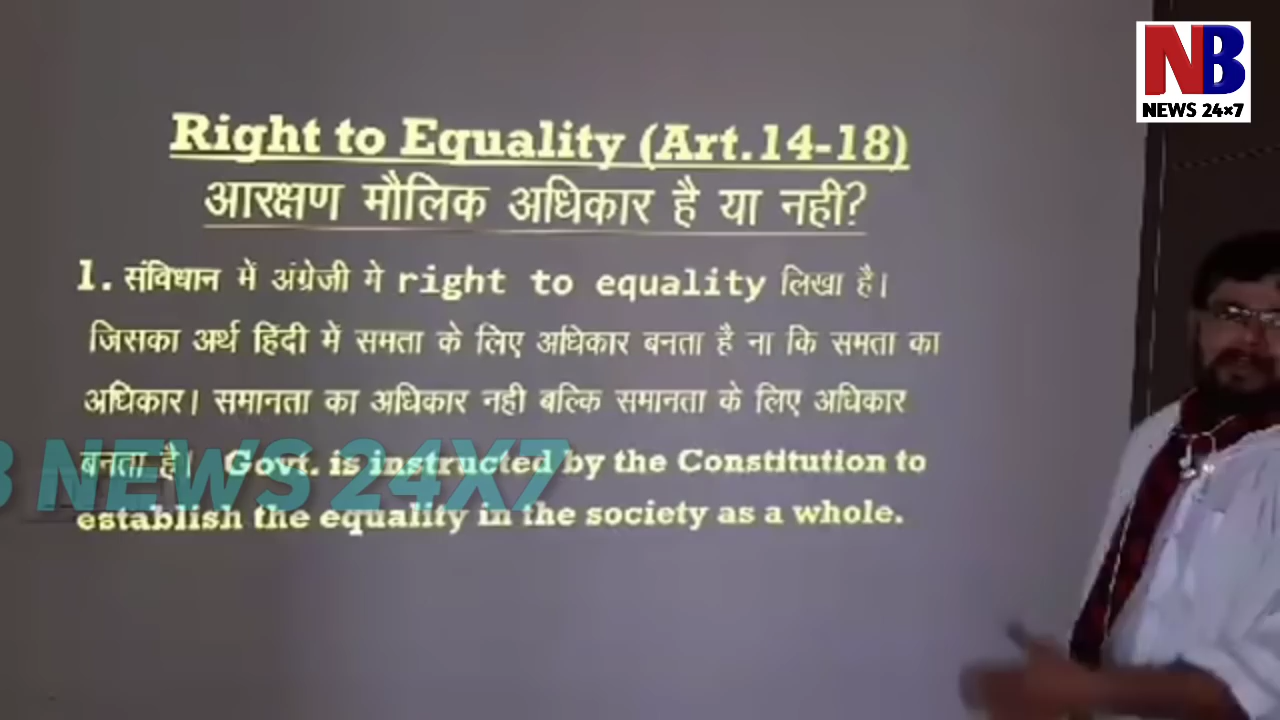 NB
NEWS 24×7
Right to Equality (Art.14-18)
आरक्षण मौलिक अधिकार है या नही?
1. संविधान में अंग्रेजी मे right to equality लिखा है।
जिसका अर्थ हिंदी में समता के लिए अधिकार बनता है ना कि समता का
अधिकार। समानता का अधिकार नही बल्कि समानता के लिए अधिकार
बनता है। Govt. is instructed by the Constitution to
B NEWS 24X7
establish the equality in the society as a whole.